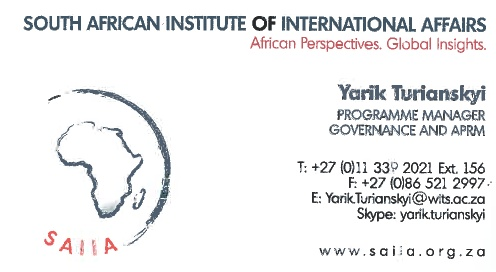 SOUTH AFRICAN INSTITUTE OF INTERNATIONAL AFFAIRS
African Perspectives. Global Insights.
Yarik Turianskyi
PROGRAMME MANAGER
GOVERNANCE AND APRM
T: +27 (0)11 339 2021 Ext. 156
F: +27 (0)86 521 2997
E: Yarik.Turianskyi@wits.ac.za
Skype: yarik.turianskyi
SAIIA
www.saiia.org.za